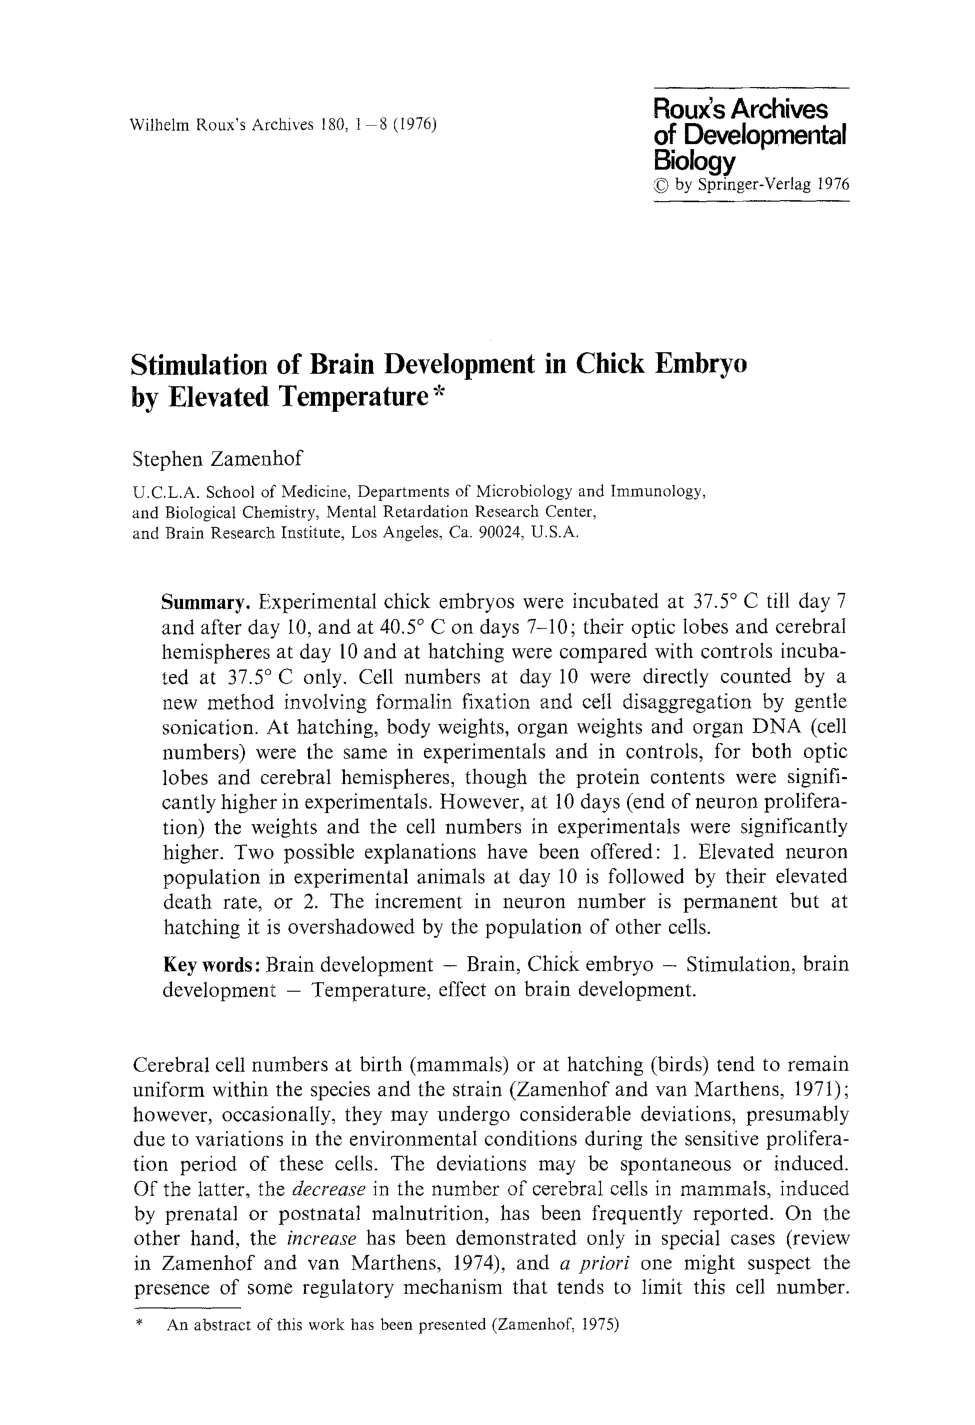 Wilhelm Roux's Archives 180, 1–8 (1976)
Roux's Archives
of Developmental
Biology
© by Springer-Verlag 1976
Stimulation of Brain Development in Chick Embryo
by Elevated Temperature*
Stephen Zamenhof
U.C.L.A. School of Medicine, Departments of Microbiology and Immunology,
and Biological Chemistry, Mental Retardation Research Center,
and Brain Research Institute, Los Angeles, Ca. 90024, U.S.A.
Summary. Experimental chick embryos were incubated at 37.5° C till day 7
and after day 10, and at 40.5° C on days 7–10; their optic lobes and cerebral
hemispheres at day 10 and at hatching were compared with controls incuba-
ted at 37.5° C only. Cell numbers at day 10 were directly counted by a
new method involving formalin fixation and cell disaggregation by gentle
sonication. At hatching, body weights, organ weights and organ DNA (cell
numbers) were the same in experimentals and in controls, for both optic
lobes and cerebral hemispheres, though the protein contents were signifi-
cantly higher in experimentals. However, at 10 days (end of neuron prolifera-
tion) the weights and the cell numbers in experimentals were significantly
higher. Two possible explanations have been offered: 1. Elevated neuron
population in experimental animals at day 10 is followed by their elevated
death rate, or 2. The increment in neuron number is permanent but at
hatching it is overshadowed by the population of other cells.
Key words: Brain development — Brain, Chick embryo — Stimulation, brain
development — Temperature, effect on brain development.
Cerebral cell numbers at birth (mammals) or at hatching (birds) tend to remain
uniform within the species and the strain (Zamenhof and van Marthens, 1971);
however, occasionally, they may undergo considerable deviations, presumably
due to variations in the environmental conditions during the sensitive prolifera-
tion period of these cells. The deviations may be spontaneous or induced.
Of the latter, the decrease in the number of cerebral cells in mammals, induced
by prenatal or postnatal malnutrition, has been frequently reported. On the
other hand, the increase has been demonstrated only in special cases (review
in Zamenhof and van Marthens, 1974), and a priori one might suspect the
presence of some regulatory mechanism that tends to limit this cell number.
* An abstract of this work has been presented (Zamenhof, 1975)